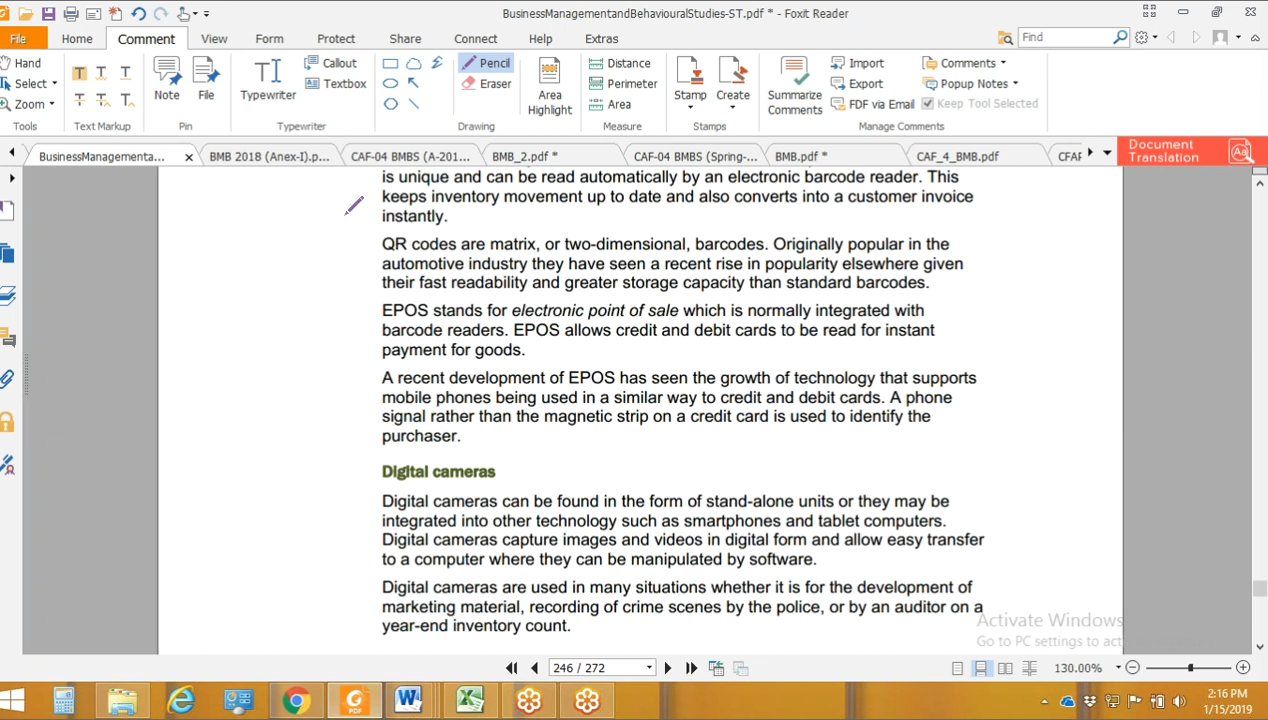 BusinessManagementandBehaviouralStudies-ST.pdf * - Foxit Reader
File Home Comment View Form Protect Share Connect Help Extras Find
Hand
Select
Zoom
Tools
Text Markup
Note
File
Pin
Typewriter
Callout
Textbox
Typewriter
Pencil
Eraser
Drawing
Area
Highlight
Distance
Perimeter
Area
Measure
Stamp
Create
Stamps
Summarize
Comments
Import
Export
FDF via Email
Comments
Popup Notes
Keep Tool Selected
Manage Comments
BusinessManagementa... BMB 2018 (Anex-I).p... CAF-04 BMBS (A-201... BMB_2.pdf * CAF-04 BMBS (Spring-... BMB.pdf * CAF_4_BMB.pdf CFAF
Document
Translation
is unique and can be read automatically by an electronic barcode reader. This
keeps inventory movement up to date and also converts into a customer invoice
instantly.
QR codes are matrix, or two-dimensional, barcodes. Originally popular in the
automotive industry they have seen a recent rise in popularity elsewhere given
their fast readability and greater storage capacity than standard barcodes.
EPOS stands for electronic point of sale which is normally integrated with
barcode readers. EPOS allows credit and debit cards to be read for instant
payment for goods.
A recent development of EPOS has seen the growth of technology that supports
mobile phones being used in a similar way to credit and debit cards. A phone
signal rather than the magnetic strip on a credit card is used to identify the
purchaser.
Digital cameras
Digital cameras can be found in the form of stand-alone units or they may be
integrated into other technology such as smartphones and tablet computers.
Digital cameras capture images and videos in digital form and allow easy transfer
to a computer where they can be manipulated by software.
Digital cameras are used in many situations whether it is for the development of
marketing material, recording of crime scenes by the police, or by an auditor on a
year-end inventory count.
Activate Windows
Go to PC settings to act
246 / 272
130.00%
2:16 PM
1/15/2019